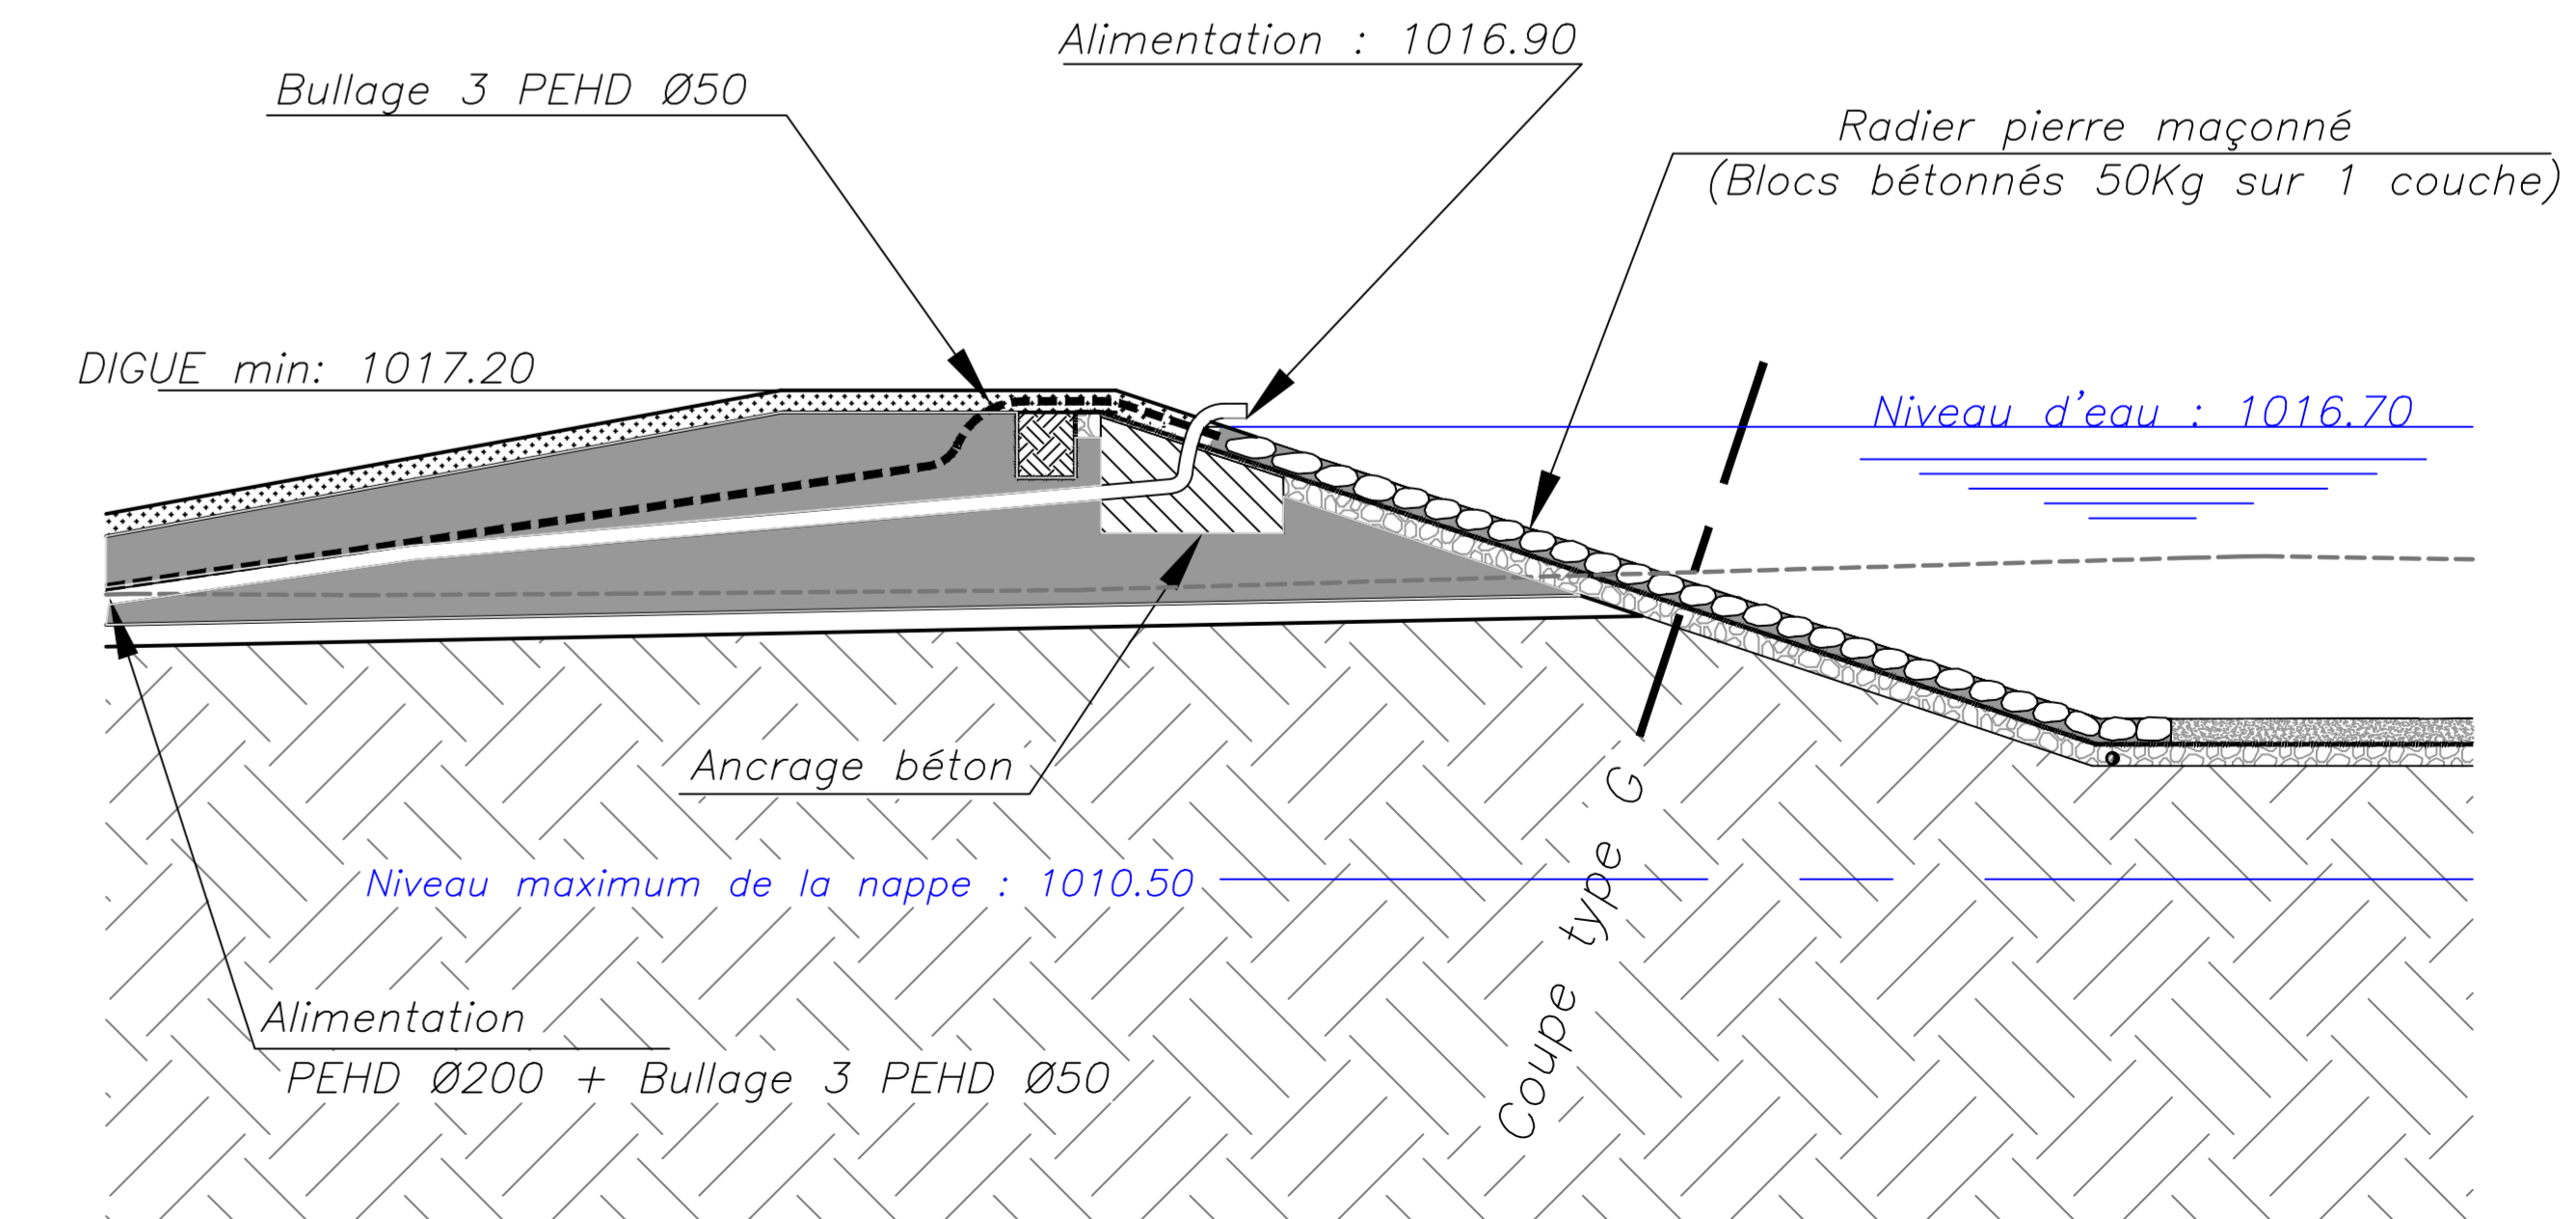 Alimentation : 1016.90
Bullage 3 PEHD Ø50
Radier pierre maçonné
(Blocs bétonnés 50Kg sur 1 couche)
DIGUE min: 1017.20
Niveau d'eau : 1016.70
Ancrage béton
Niveau maximum de la nappe : 1010.50
Coupe type G
Alimentation
PEHD Ø200 + Bullage 3 PEHD Ø50